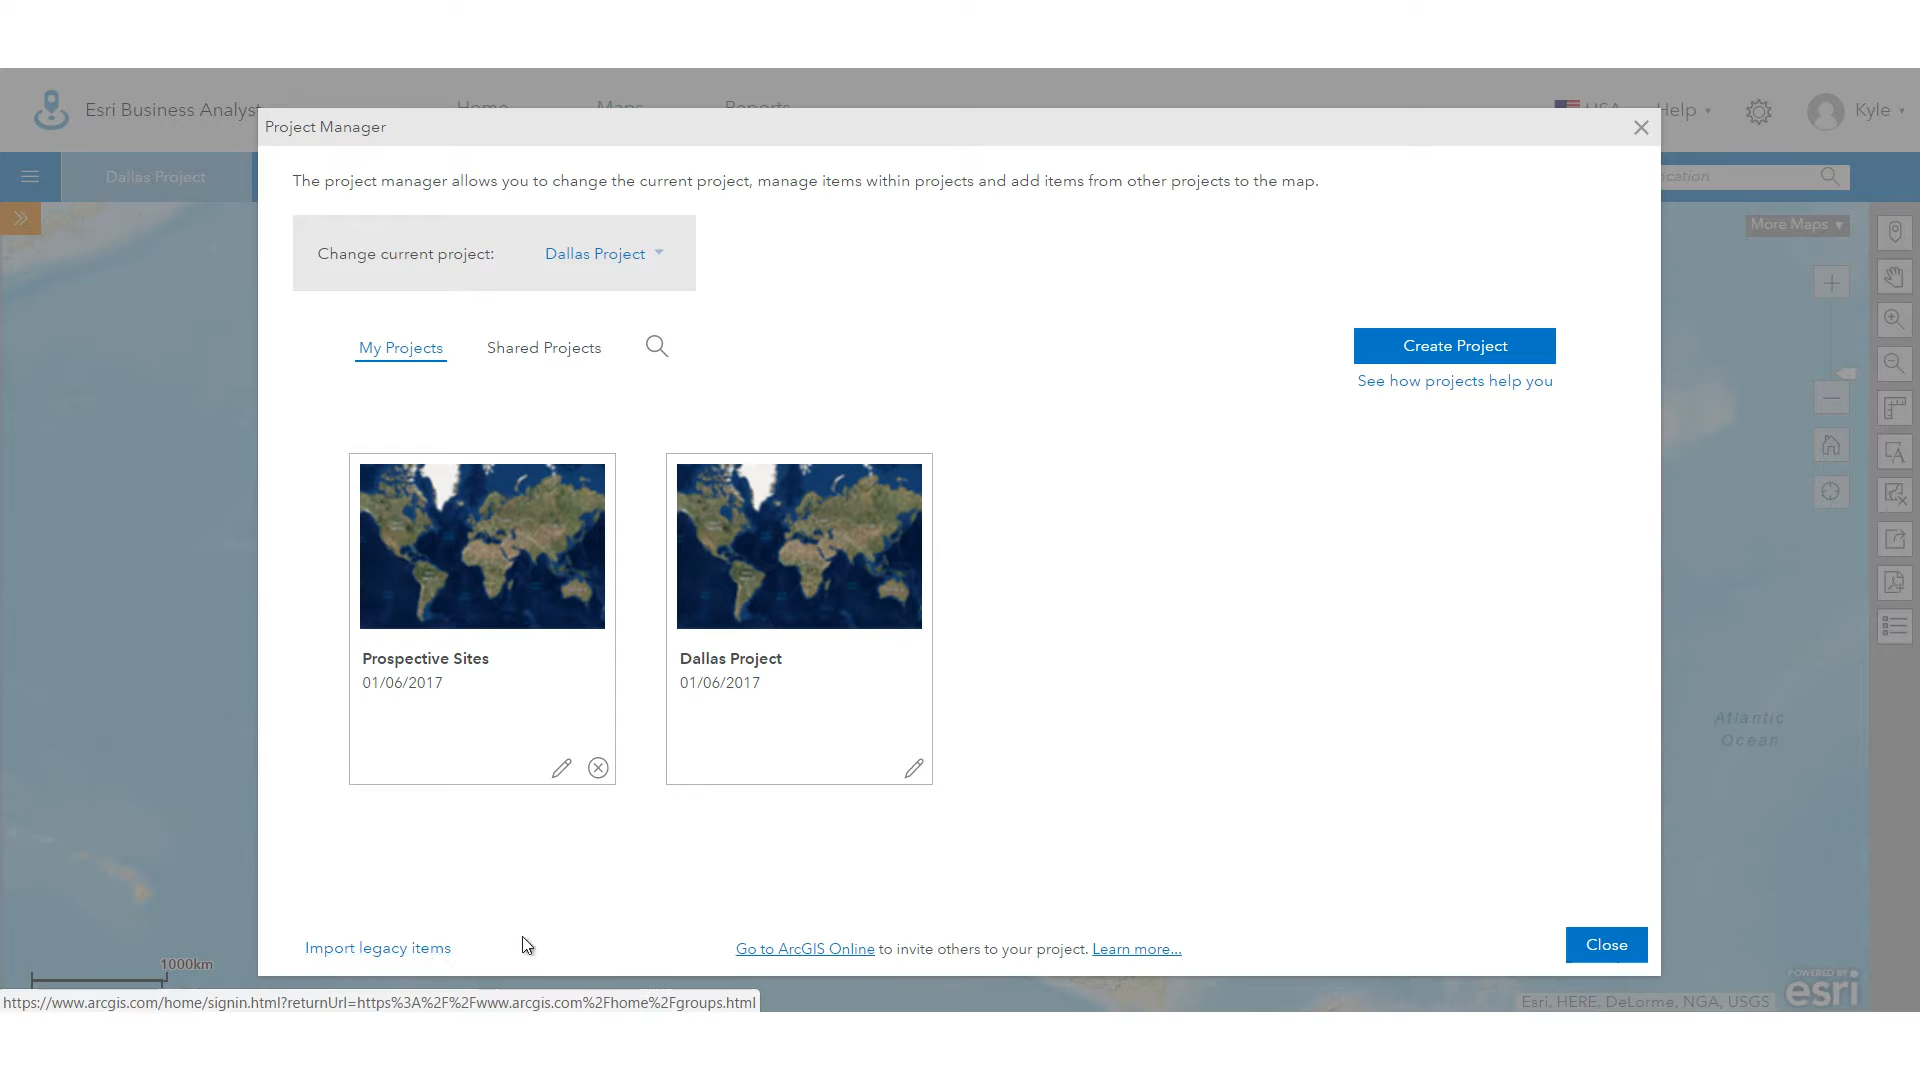 Esri Business Analyst
Home
Maps
Reports
USA
Help
Kyle
Project Manager
Dallas Project
The project manager allows you to change the current project, manage items within projects and add items from other projects to the map.
More Maps
Change current project:
Dallas Project
My Projects
Shared Projects
Create Project
See how projects help you
Prospective Sites
01/06/2017
Dallas Project
01/06/2017
Atlantic
Ocean
Import legacy items
Go to ArcGIS Online to invite others to your project. Learn more...
Close
1000km
https://www.arcgis.com/home/signin.html?returnUrl=https%3A%2F%2Fwww.arcgis.com%2Fhome%2Fgroups.html
Esri, HERE, DeLorme, NGA, USGS
POWERED BY
esri